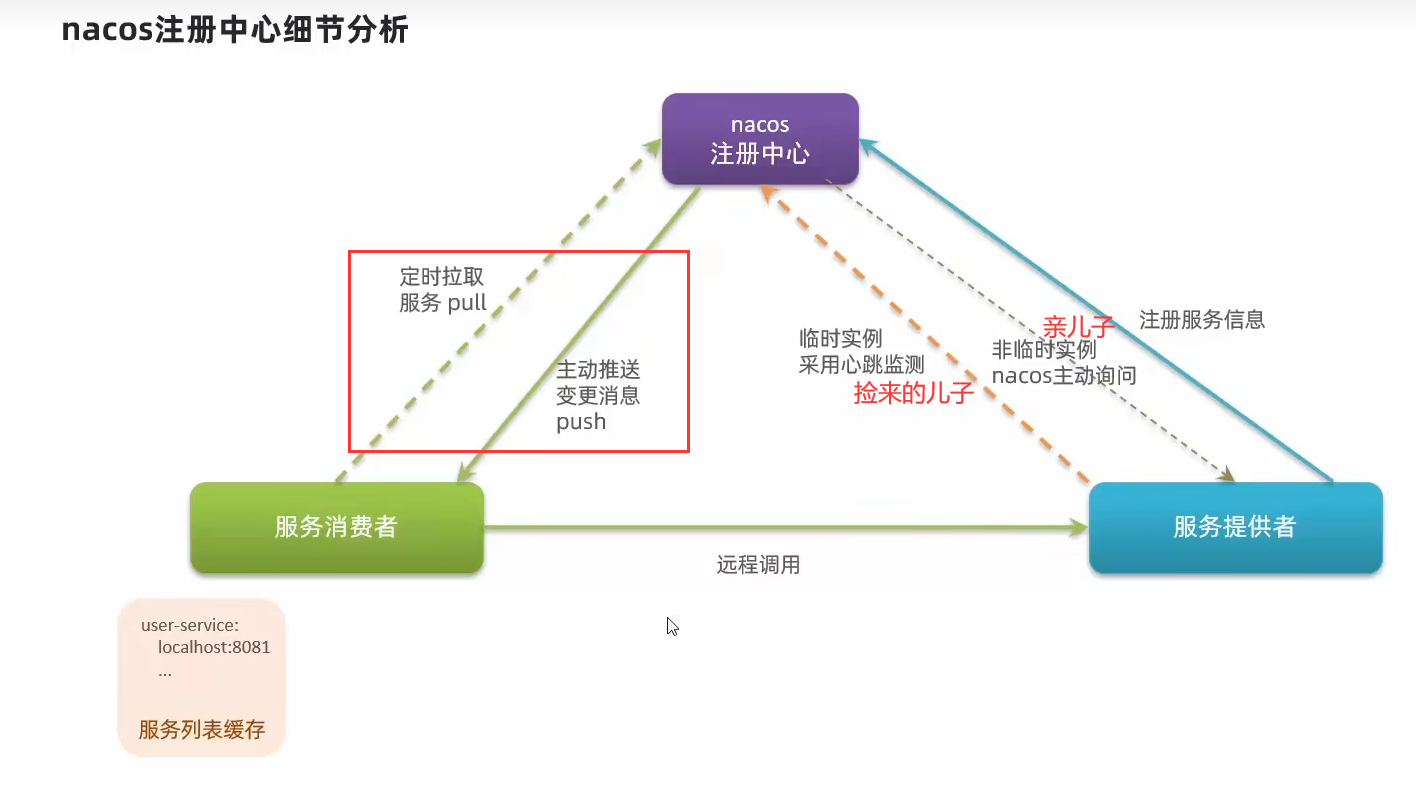 nacos注册中心细节分析
nacos
注册中心
定时拉取
服务 pull
主动推送
变更消息
push
临时实例
采用心跳监测
捡来的儿子
亲儿子
非临时实例
nacos主动询问
注册服务信息
服务消费者
远程调用
服务提供者
user-service:
localhost:8081
...
服务列表缓存